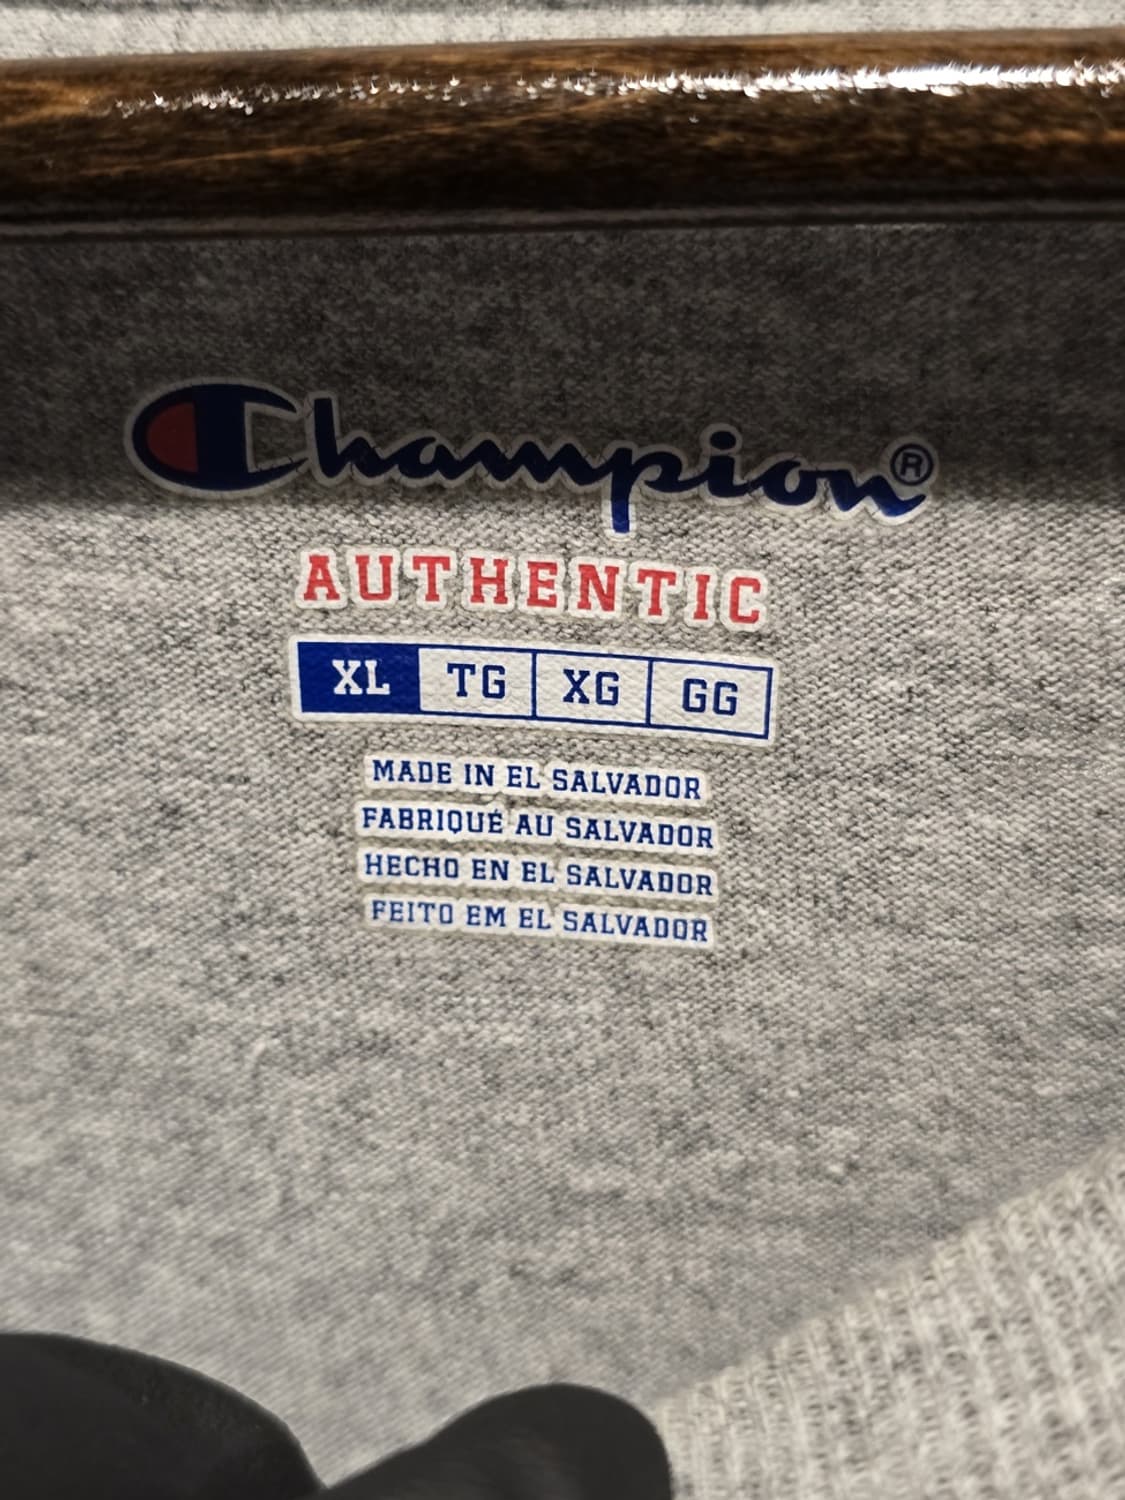 Champion®
AUTHENTIC
XL TG XG GG
MADE IN EL SALVADOR
FABRIQUÉ AU SALVADOR
HECHO EN EL SALVADOR
FEITO EM EL SALVADOR